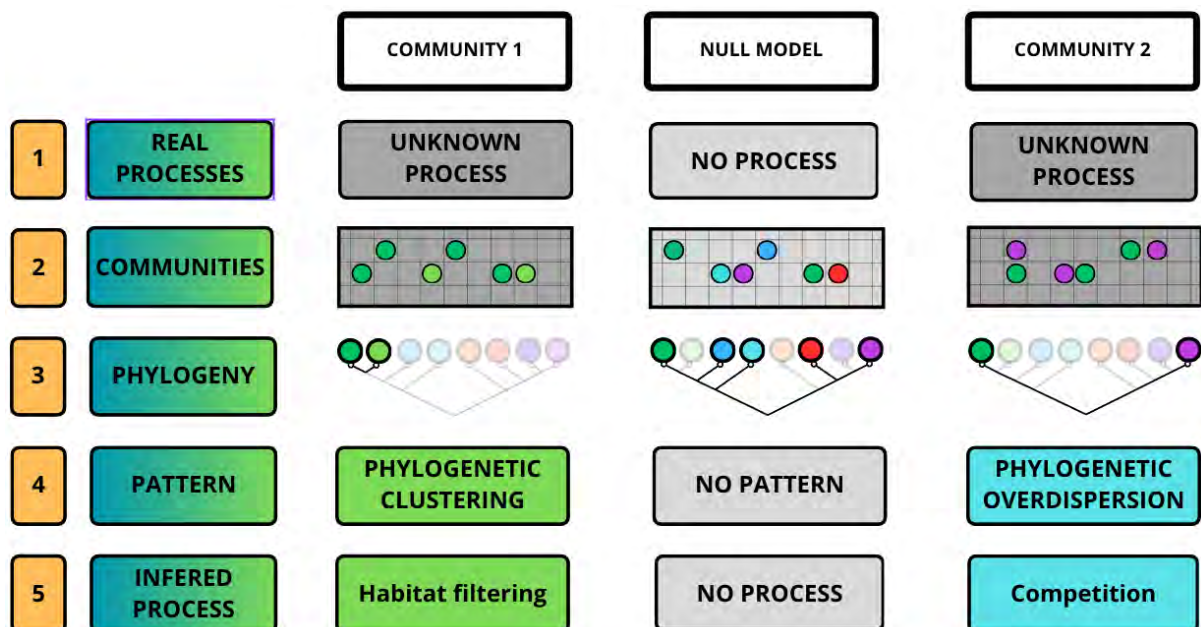 COMMUNITY 1
NULL MODEL
COMMUNITY 2
1
REAL
PROCESSES
UNKNOWN
PROCESS
NO PROCESS
UNKNOWN
PROCESS
2
COMMUNITIES
3
PHYLOGENY
4
PATTERN
PHYLOGENETIC
CLUSTERING
NO PATTERN
PHYLOGENETIC
OVERDISPERSION
5
INFERED
PROCESS
Habitat filtering
NO PROCESS
Competition